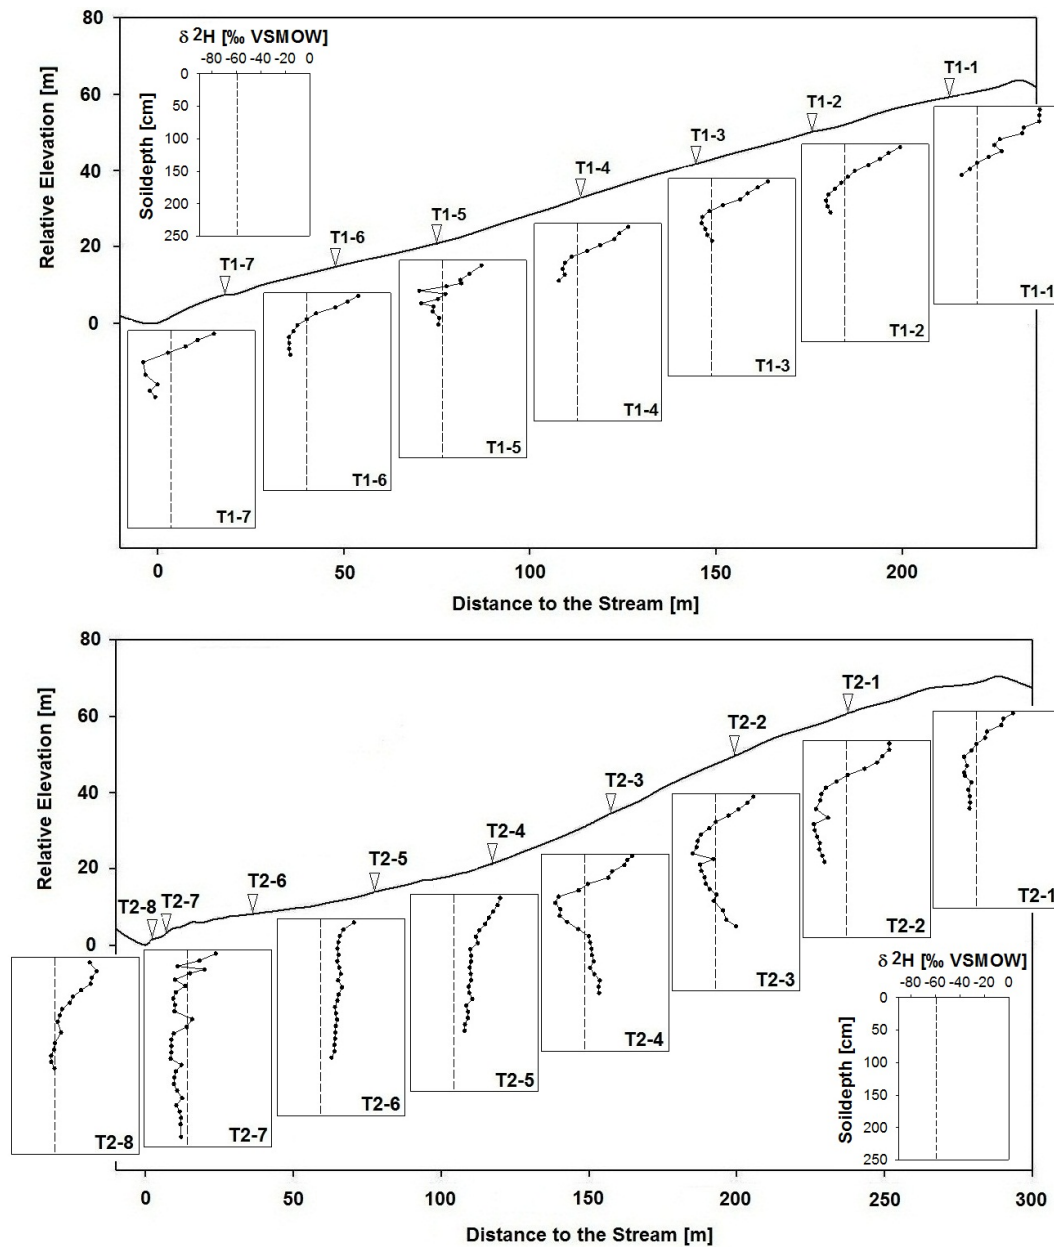 80
δ 2H [‰ VSMOW]
-80 -60 -40 -20 0
0
50
100
150
200
250
Soildepth [cm]
60
40
20
0
Relative Elevation [m]
T1-1
T1-2
T1-3
T1-4
T1-5
T1-6
T1-7
T1-1
T1-2
T1-3
T1-4
T1-5
T1-6
T1-7
0 50 100 150 200
Distance to the Stream [m]
80
60
40
20
0
Relative Elevation [m]
T2-1
T2-2
T2-3
T2-4
T2-5
T2-6
T2-7
T2-8
T2-1
T2-2
T2-3
T2-4
T2-5
T2-6
T2-7
T2-8
δ 2H [‰ VSMOW]
-80 -60 -40 -20 0
0
50
100
150
200
250
Soildepth [cm]
0 50 100 150 200 250 300
Distance to the Stream [m]